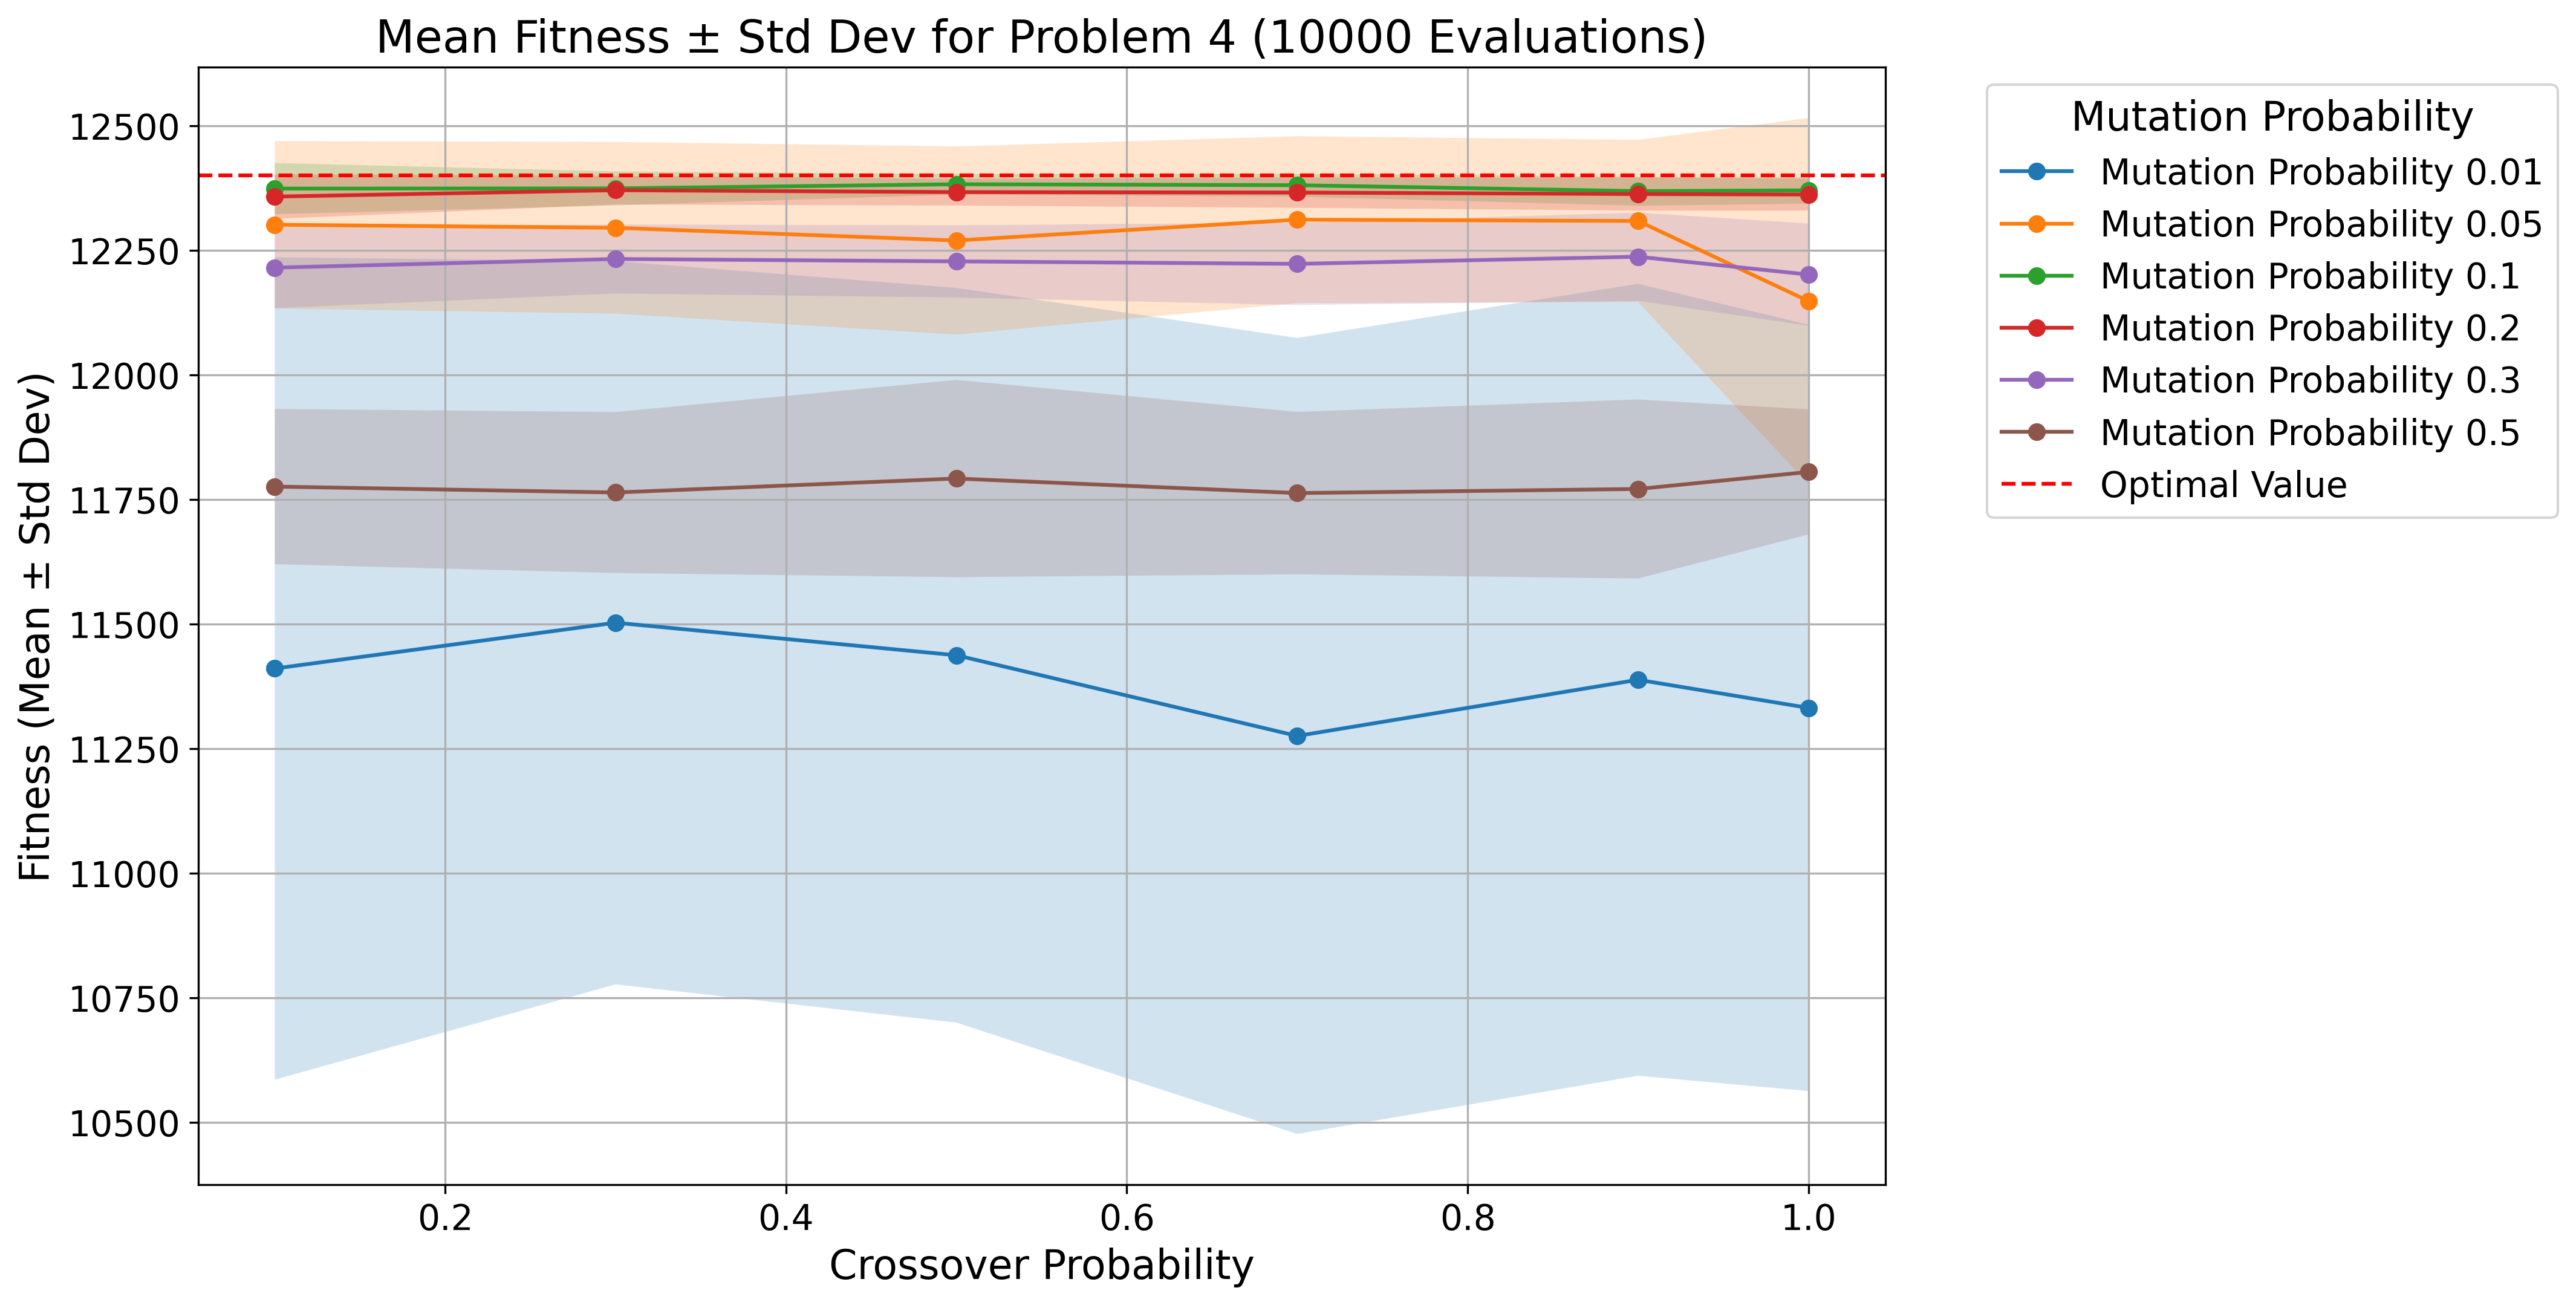 Mean Fitness ± Std Dev for Problem 4 (10000 Evaluations)
Fitness (Mean ± Std Dev)
12500
12250
12000
11750
11500
11250
11000
10750
10500
0.2
0.4
0.6
0.8
1.0
Crossover Probability
Mutation Probability
Mutation Probability 0.01
Mutation Probability 0.05
Mutation Probability 0.1
Mutation Probability 0.2
Mutation Probability 0.3
Mutation Probability 0.5
Optimal Value